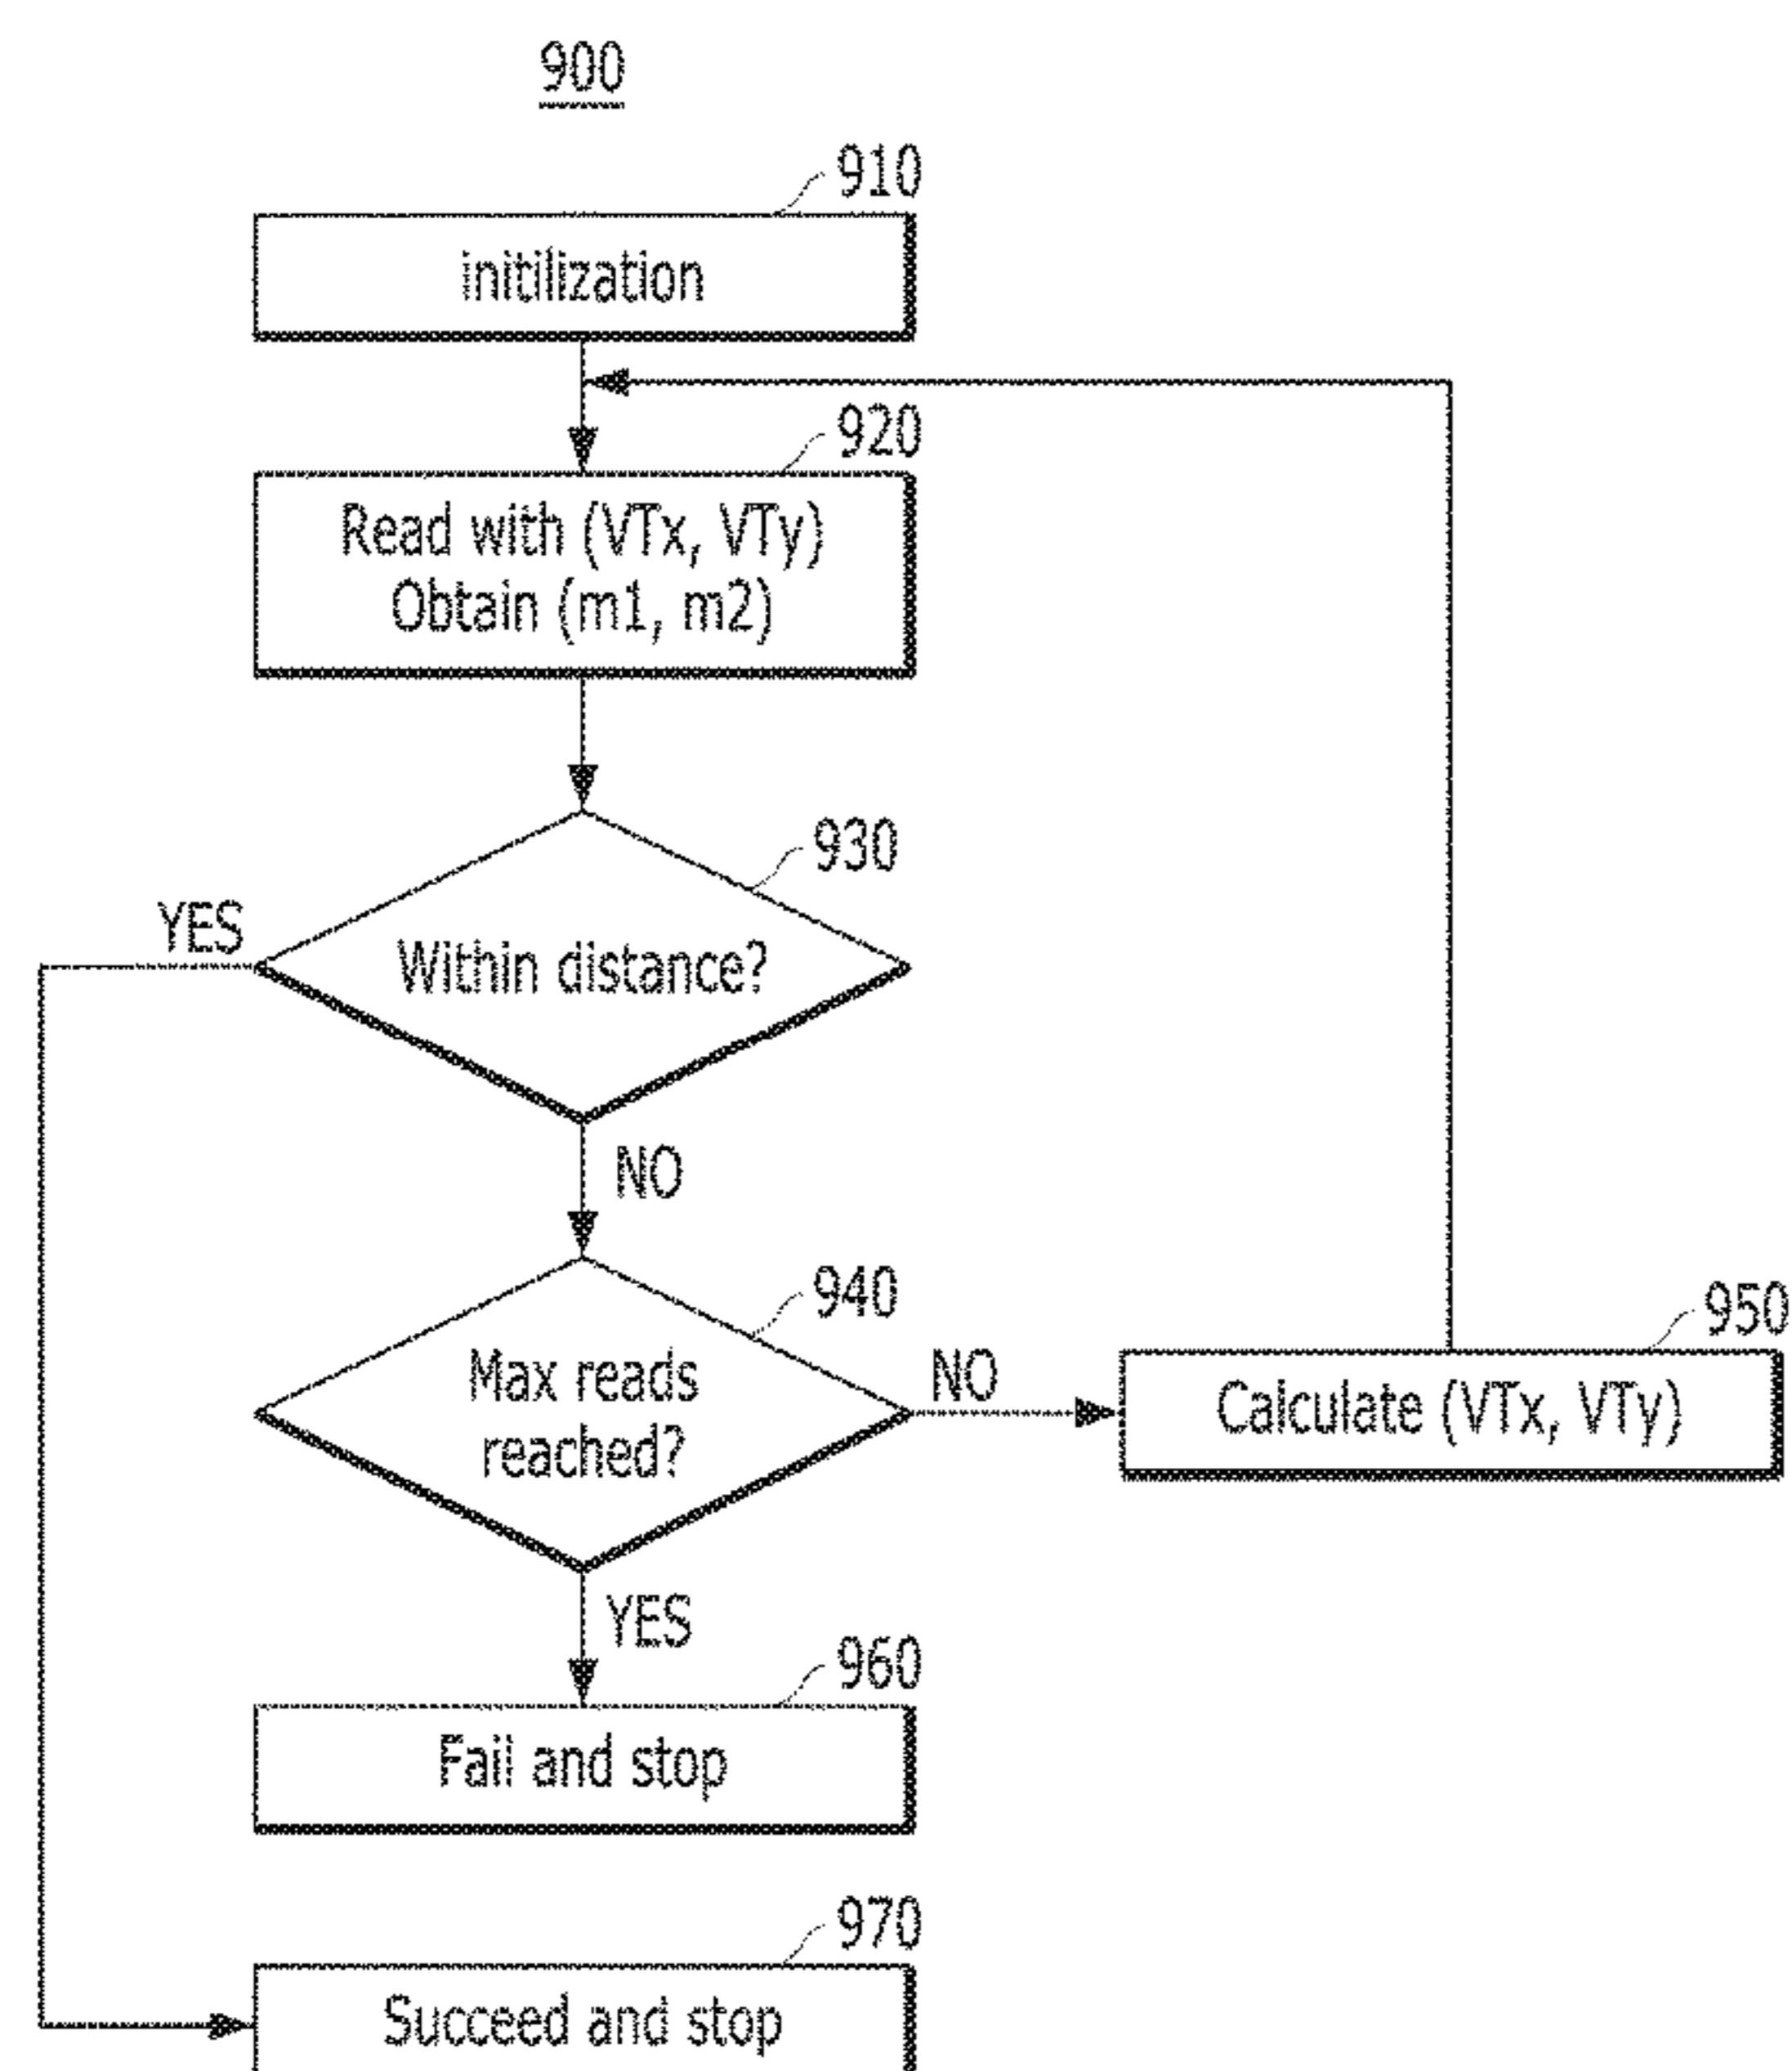 900
910
initilization
920
Read with (VTx, VTy)
Obtain (m1, m2)
930
YES
Within distance?
NO
940
950
Max reads
reached?
NO
Calculate (VTx, VTy)
YES
960
Fail and stop
970
Succeed and stop